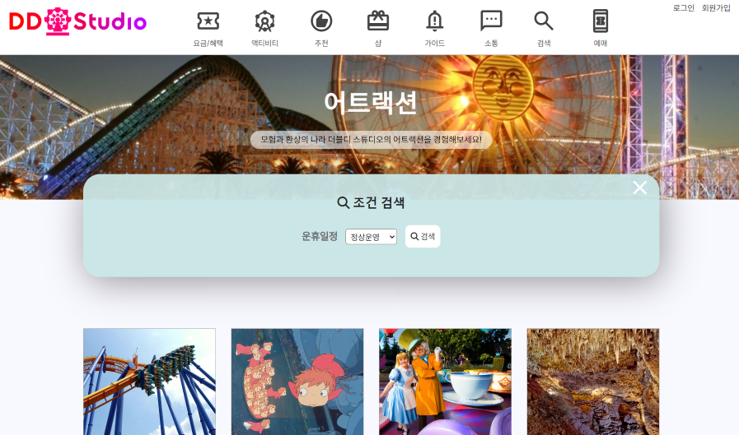 DD Studio
로그인 회원가입
요금/혜택 액티비티 추천 샵 가이드 소통 검색 예매
어트랙션
모험과 환상의 나라 더블디 스튜디오의 어트랙션을 경험해보세요!
조건 검색
운휴일정 정상운영 검색